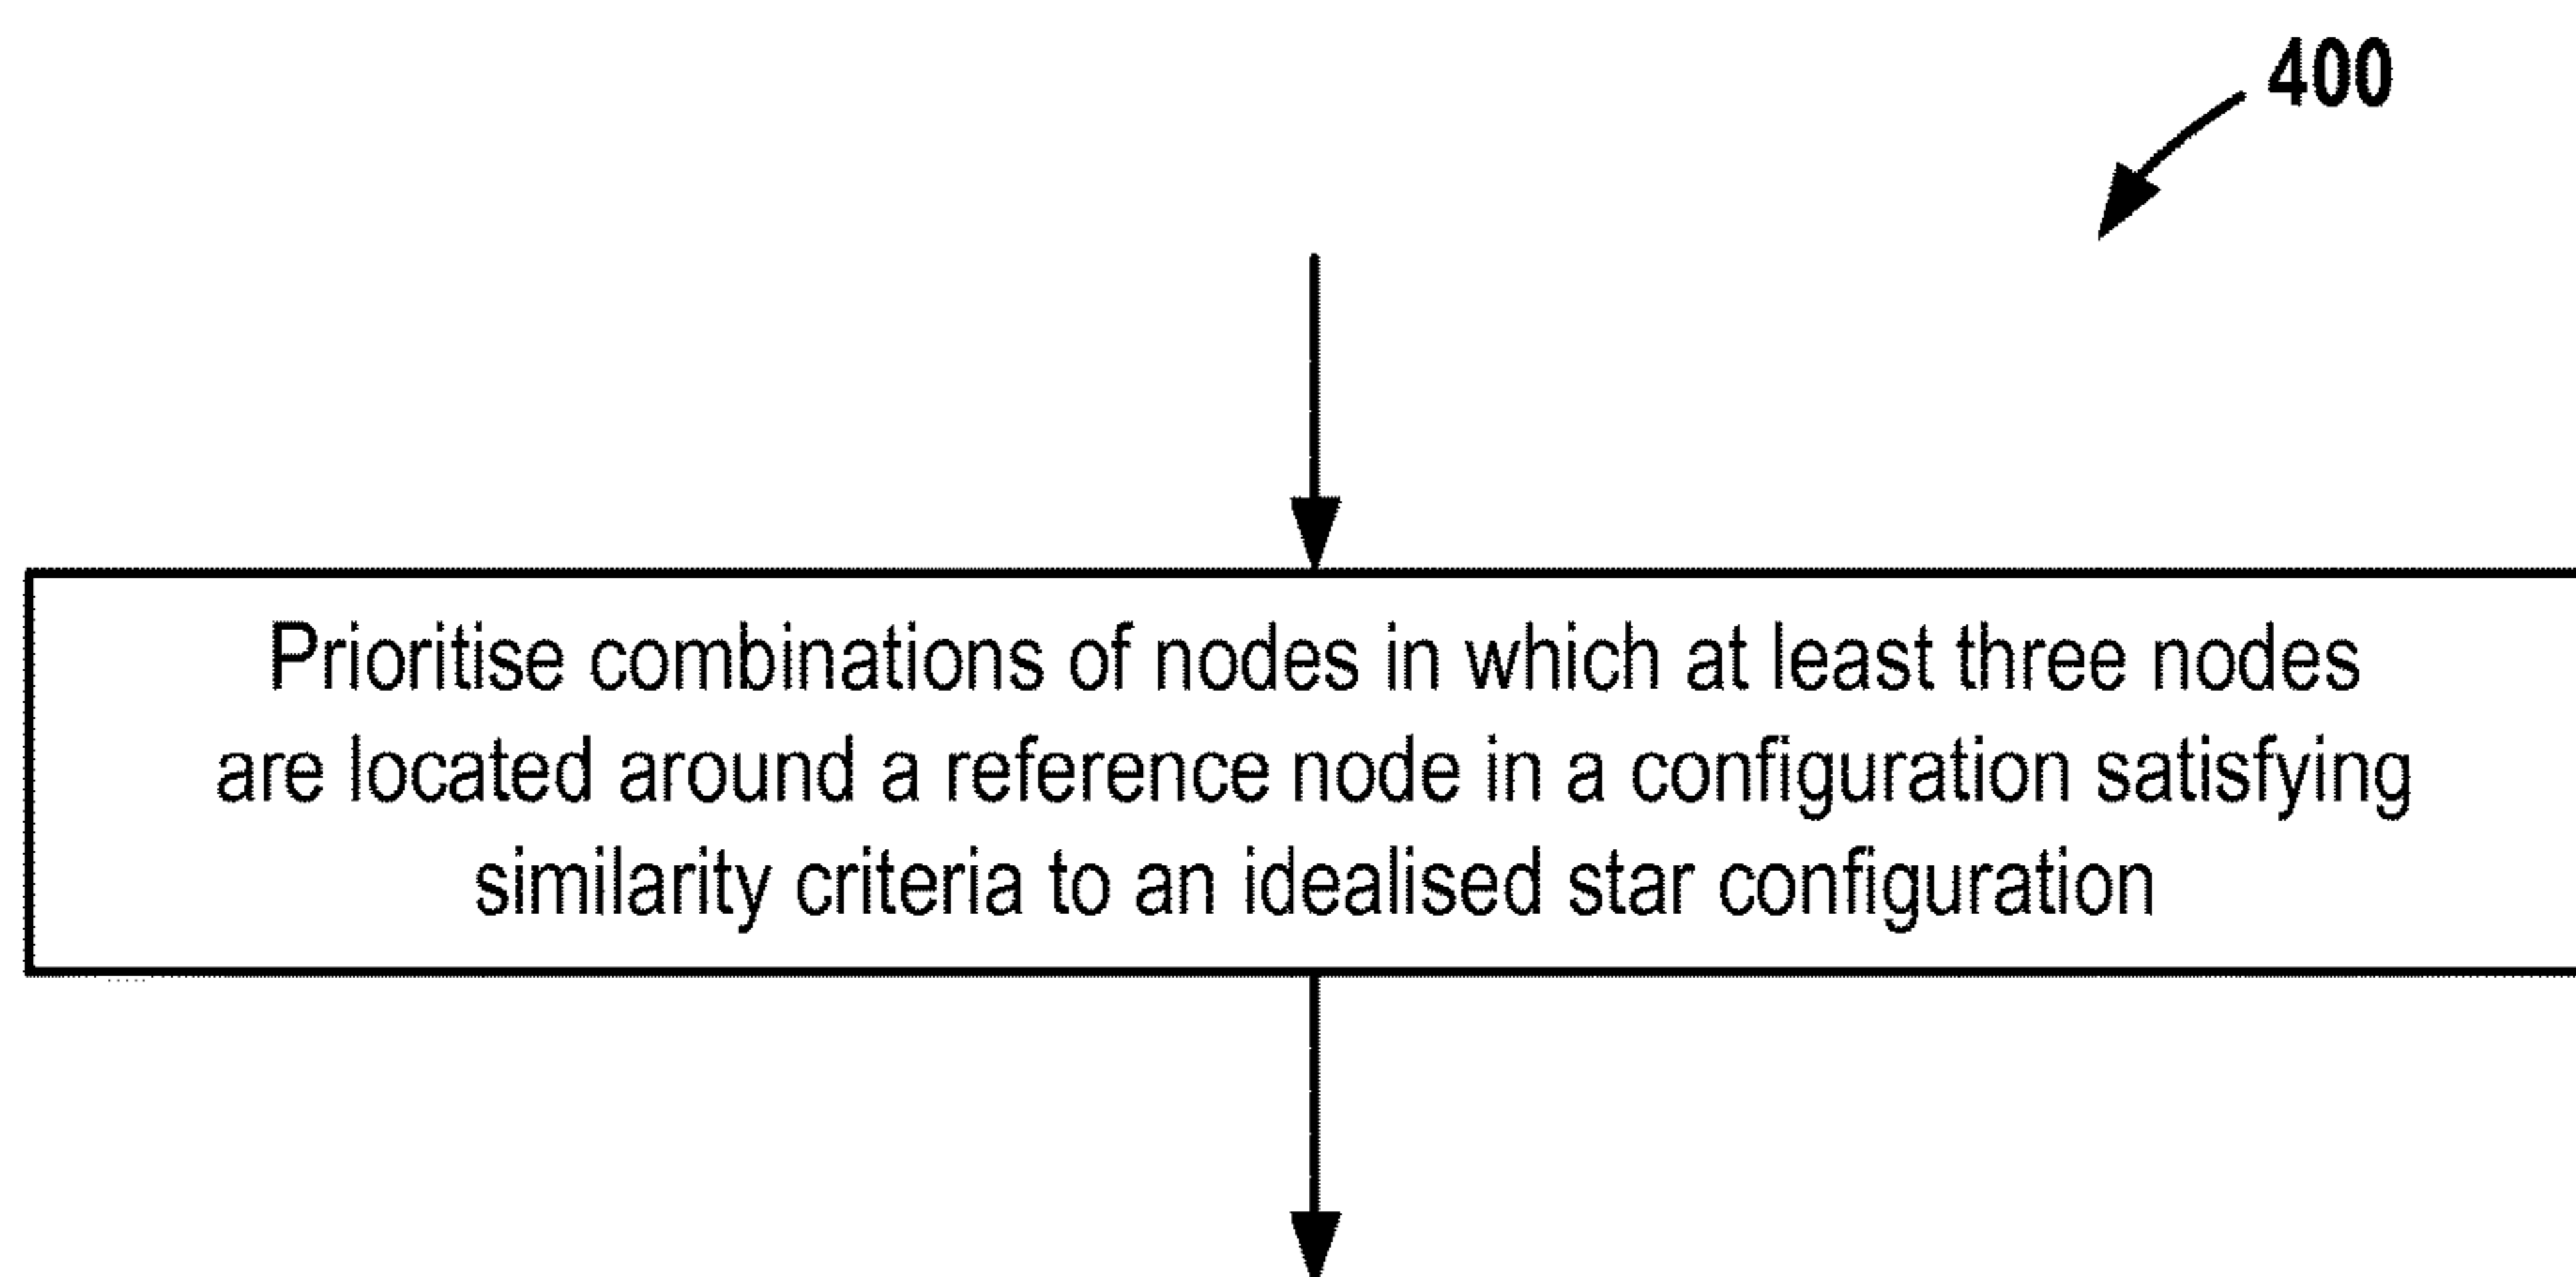 400
Prioritise combinations of nodes in which at least three nodes
are located around a reference node in a configuration satisfying
similarity criteria to an idealised star configuration